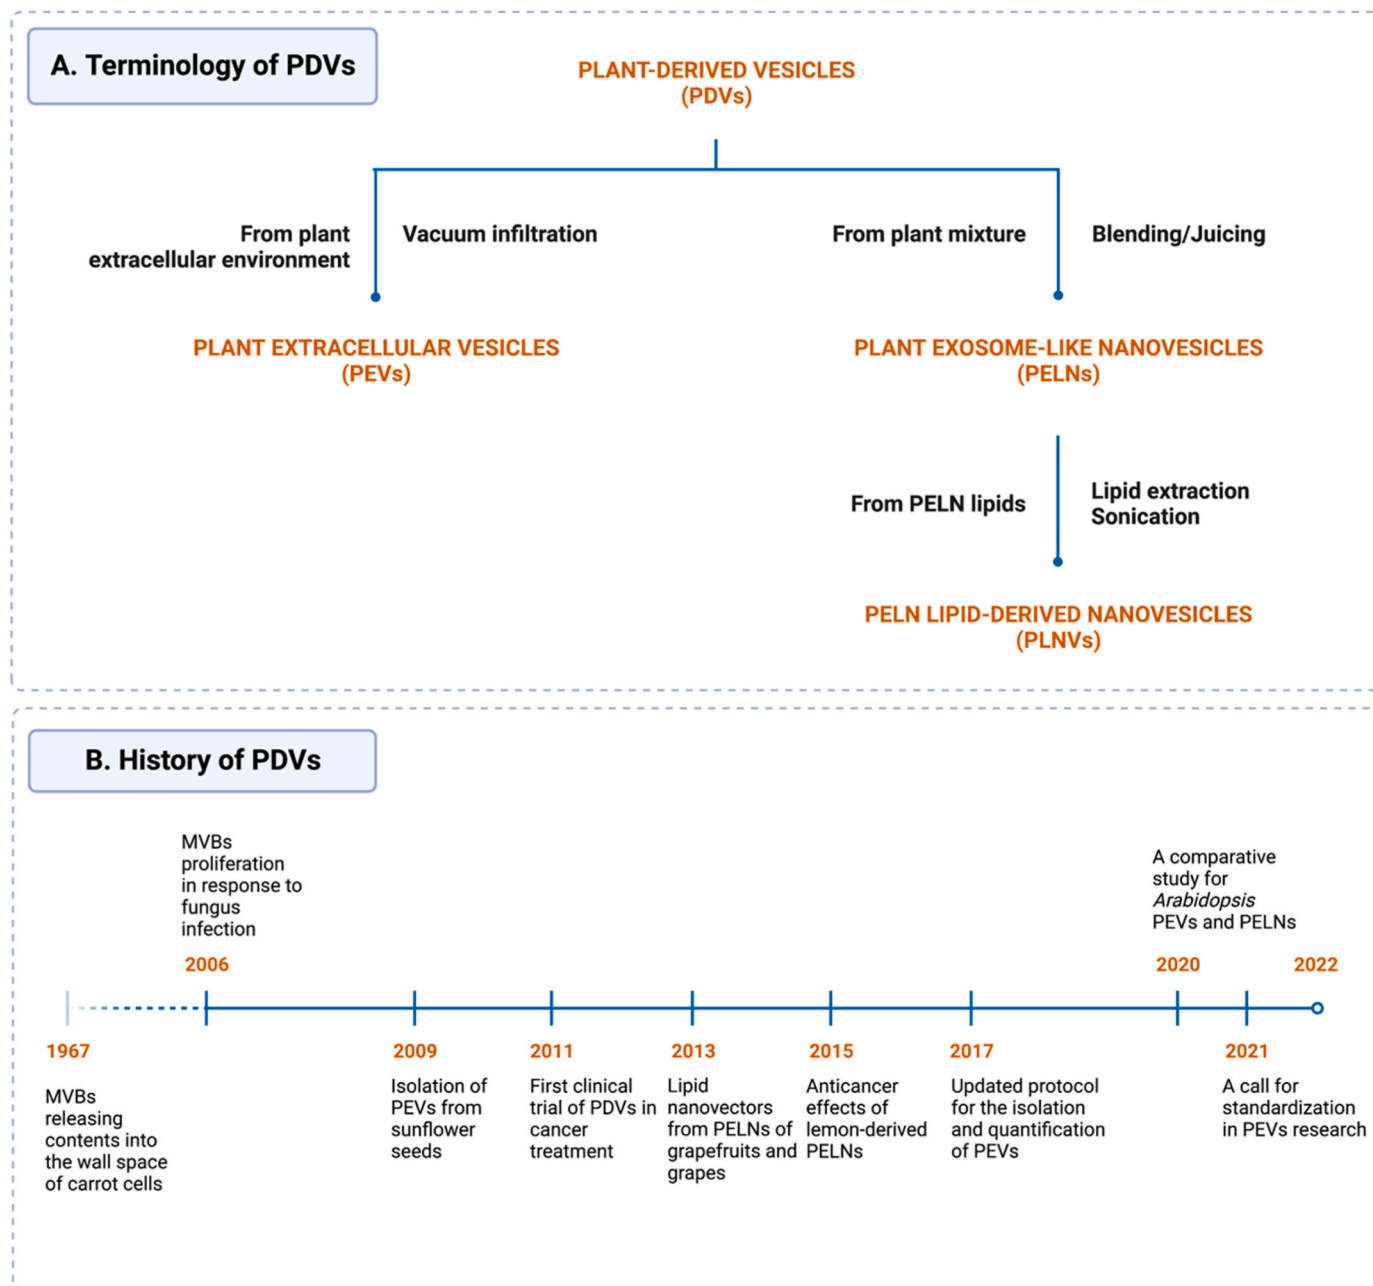 A. Terminology of PDVs
PLANT-DERIVED VESICLES
(PDVs)
From plant
extracellular environment
Vacuum infiltration
From plant mixture
Blending/Juicing
PLANT EXTRACELLULAR VESICLES
(PEVs)
PLANT EXOSOME-LIKE NANOVESICLES
(PELNs)
From PELN lipids
Lipid extraction
Sonication
PELN LIPID-DERIVED NANOVESICLES
(PLNVs)
B. History of PDVs
MVBs
proliferation
in response to
fungus
infection
2006
A comparative
study for
Arabidopsis
PEVs and PELNs
2020
2022
1967
MVBs
releasing
contents into
the wall space
of carrot cells
2009
Isolation of
PEVs from
sunflower
seeds
2011
First clinical
trial of PDVs in
cancer
treatment
2013
Lipid
nanovectors
from PELNs of
grapefruits and
grapes
2015
Anticancer
effects of
lemon-derived
PELNs
2017
Updated protocol
for the isolation
and quantification
of PEVs
2021
A call for
standardization
in PEVs research